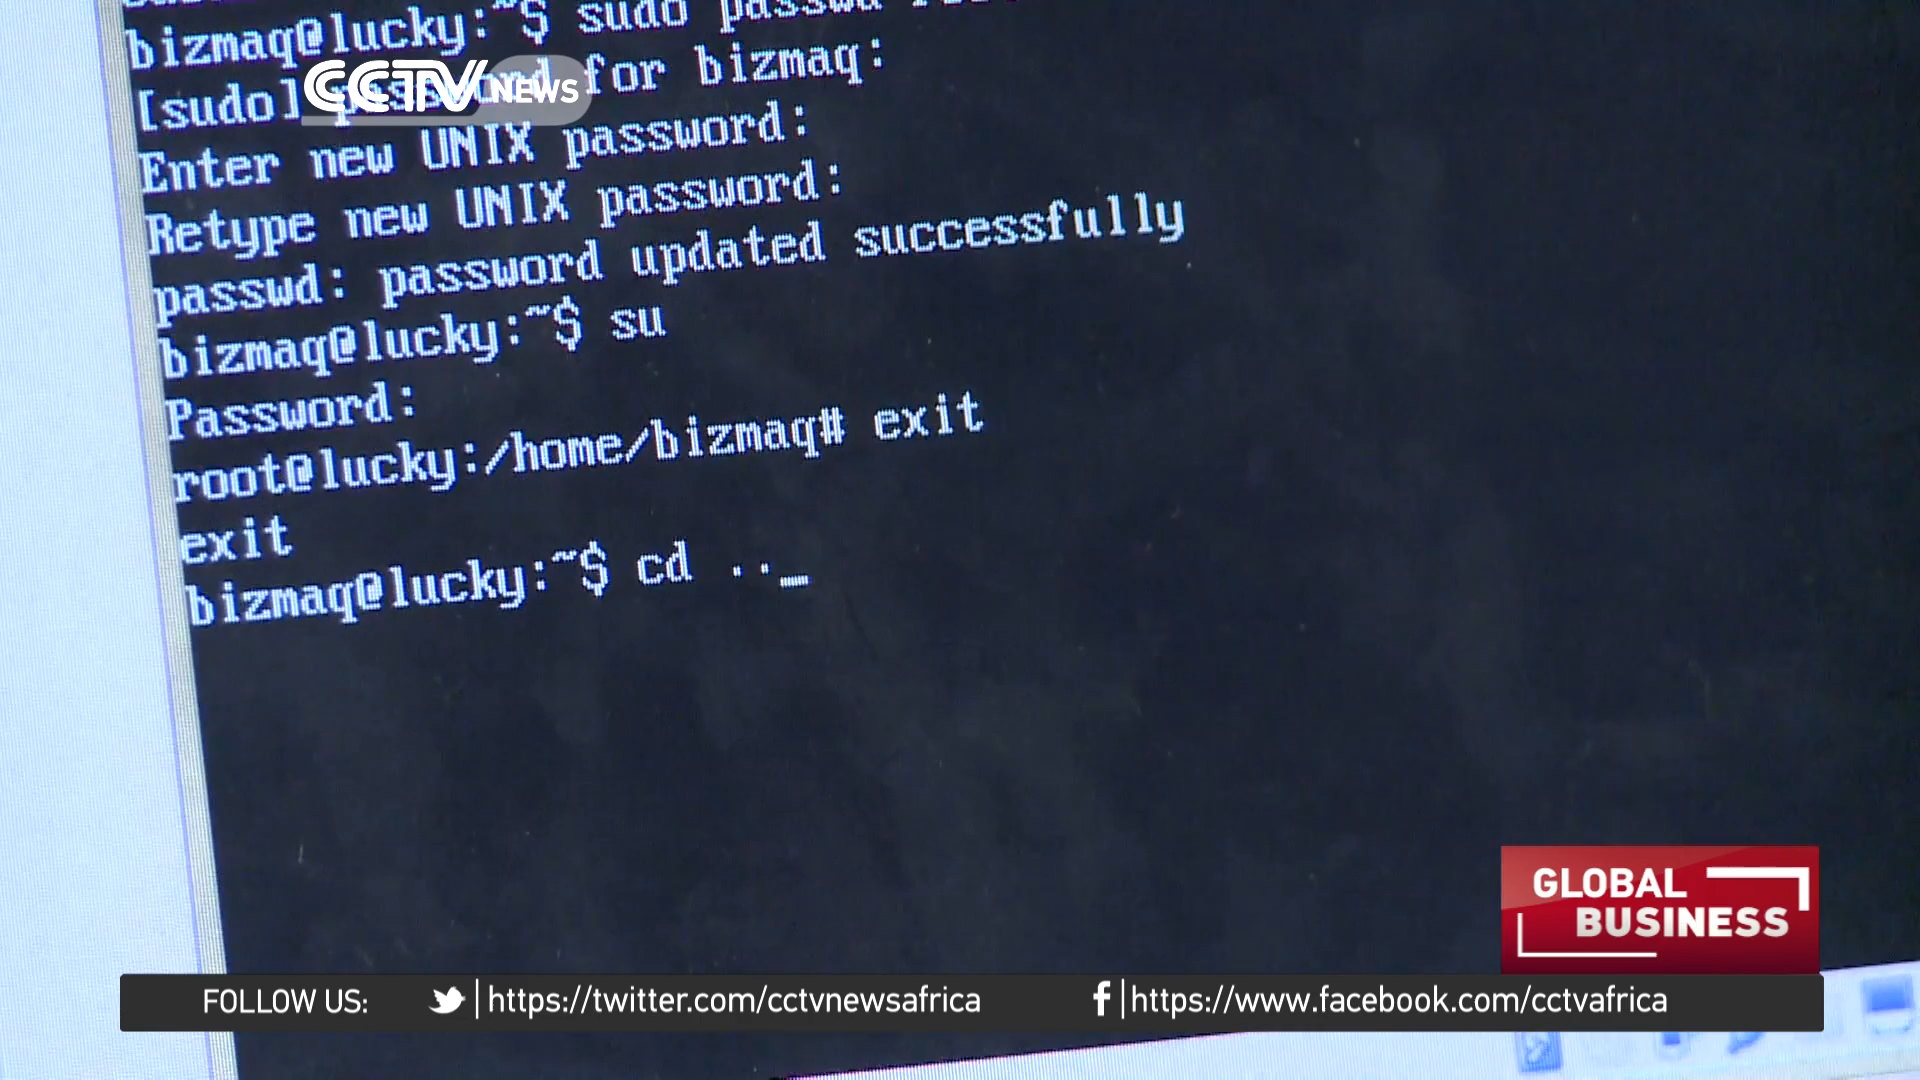 bizmaq@lucky:~$ sudo passwd
[sudo] password for bizmaq:
CCTV NEWS
Enter new UNIX password:
Retype new UNIX password:
passwd: password updated successfully
bizmaq@lucky:~$ su
Password:
root@lucky:/home/bizmaq# exit
exit
bizmaq@lucky:~$ cd .._
GLOBAL
BUSINESS
FOLLOW US: https://twitter.com/cctvnewsafrica f https://www.facebook.com/cctvafrica